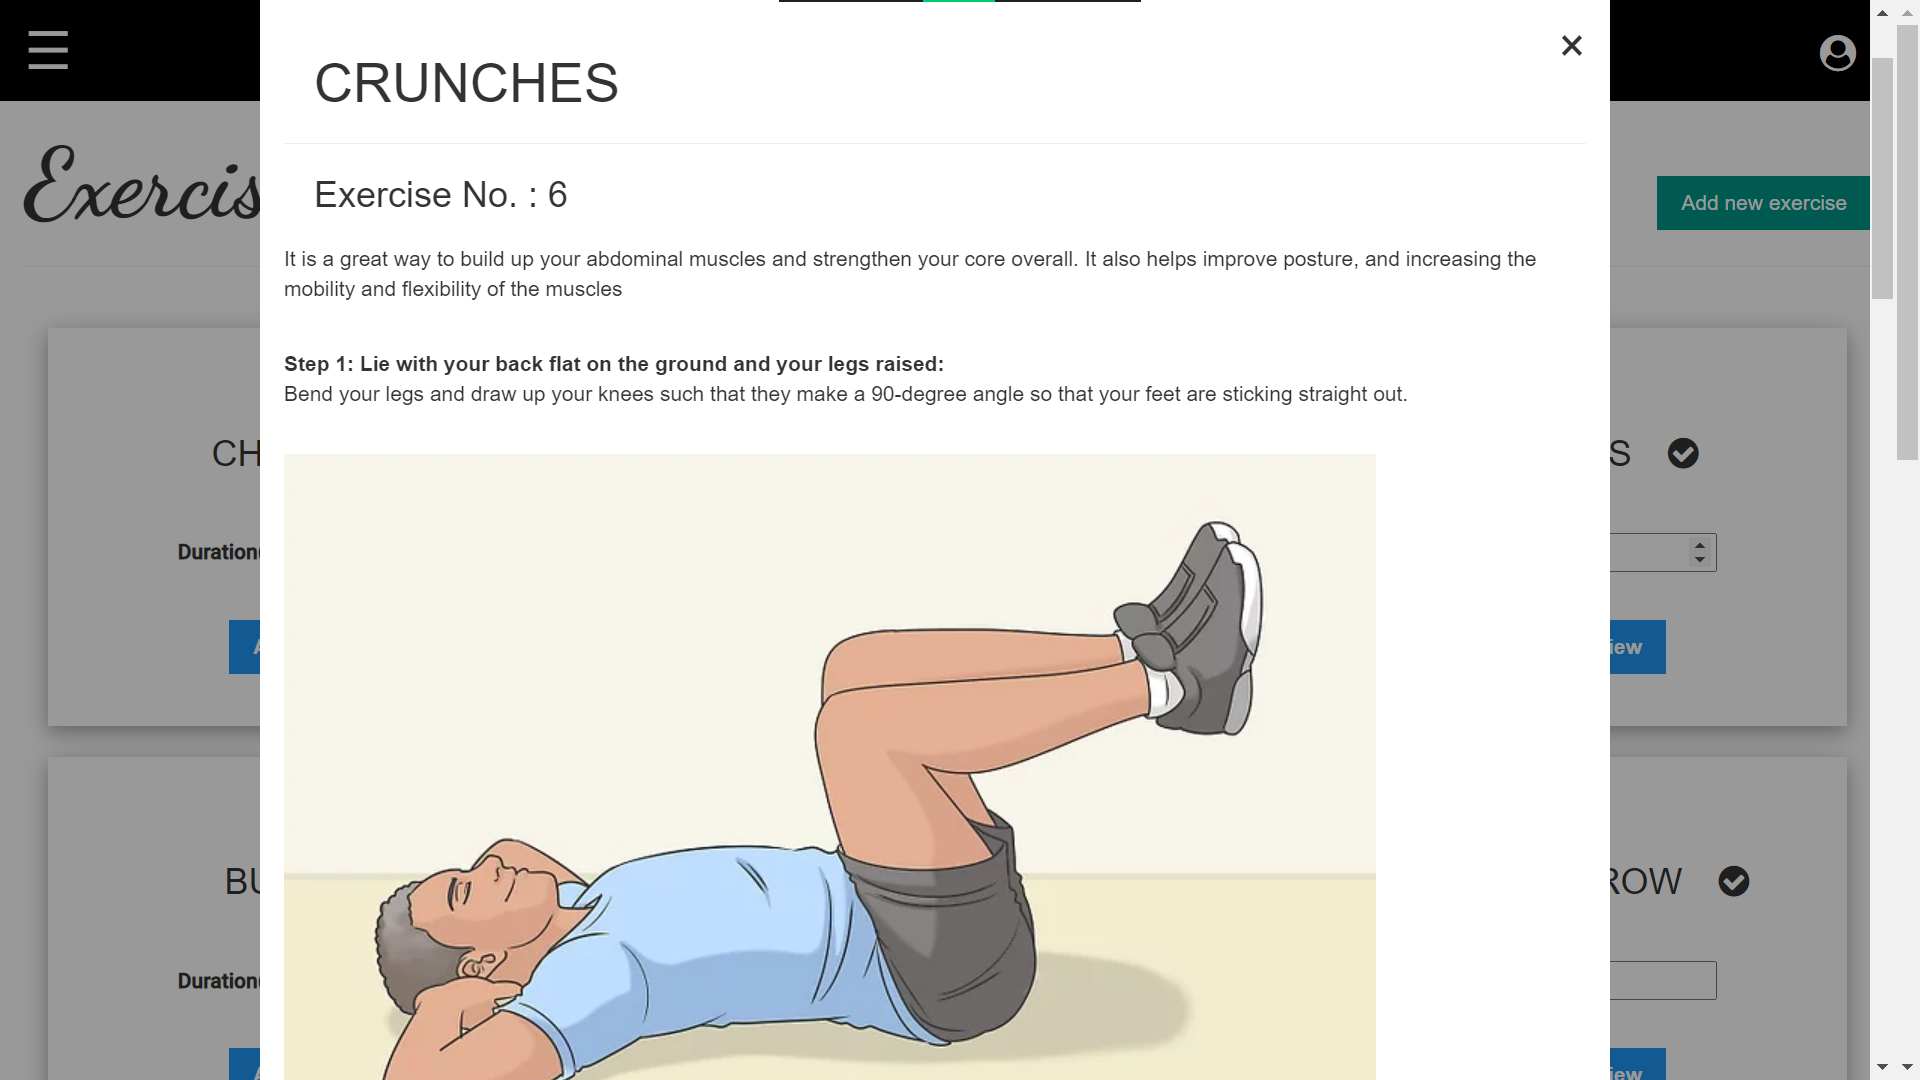 CRUNCHES
Exercise No. : 6
Add new exercise
It is a great way to build up your abdominal muscles and strengthen your core overall. It also helps improve posture, and increasing the
mobility and flexibility of the muscles
Step 1: Lie with your back flat on the ground and your legs raised:
Bend your legs and draw up your knees such that they make a 90-degree angle so that your feet are sticking straight out.
Exercis
CH
S
Duration
A
iew
BU
ROW
Duration
A
iew